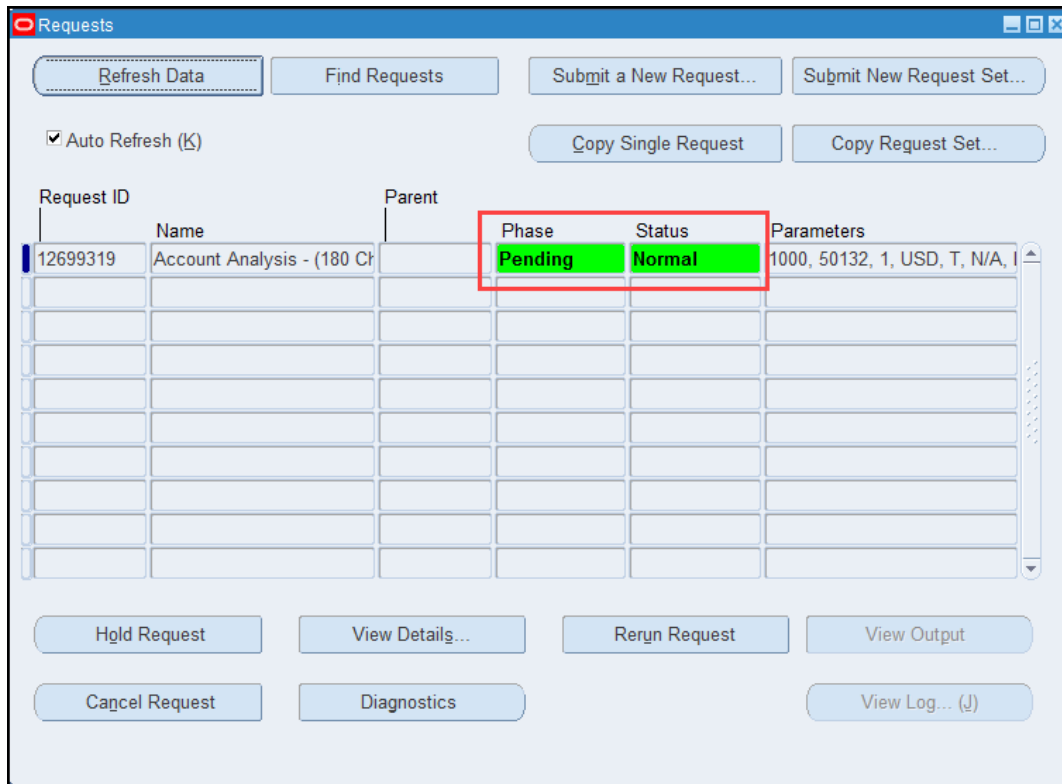 Requests
Refresh Data Find Requests Submit a New Request... Submit New Request Set...
Auto Refresh (K) Copy Single Request Copy Request Set...
Request ID Parent
Name Phase Status Parameters
12699319 Account Analysis - (180 Ch Pending Normal 1000, 50132, 1, USD, T, N/A,
Hold Request View Details... Rerun Request View Output
Cancel Request Diagnostics View Log... (J)